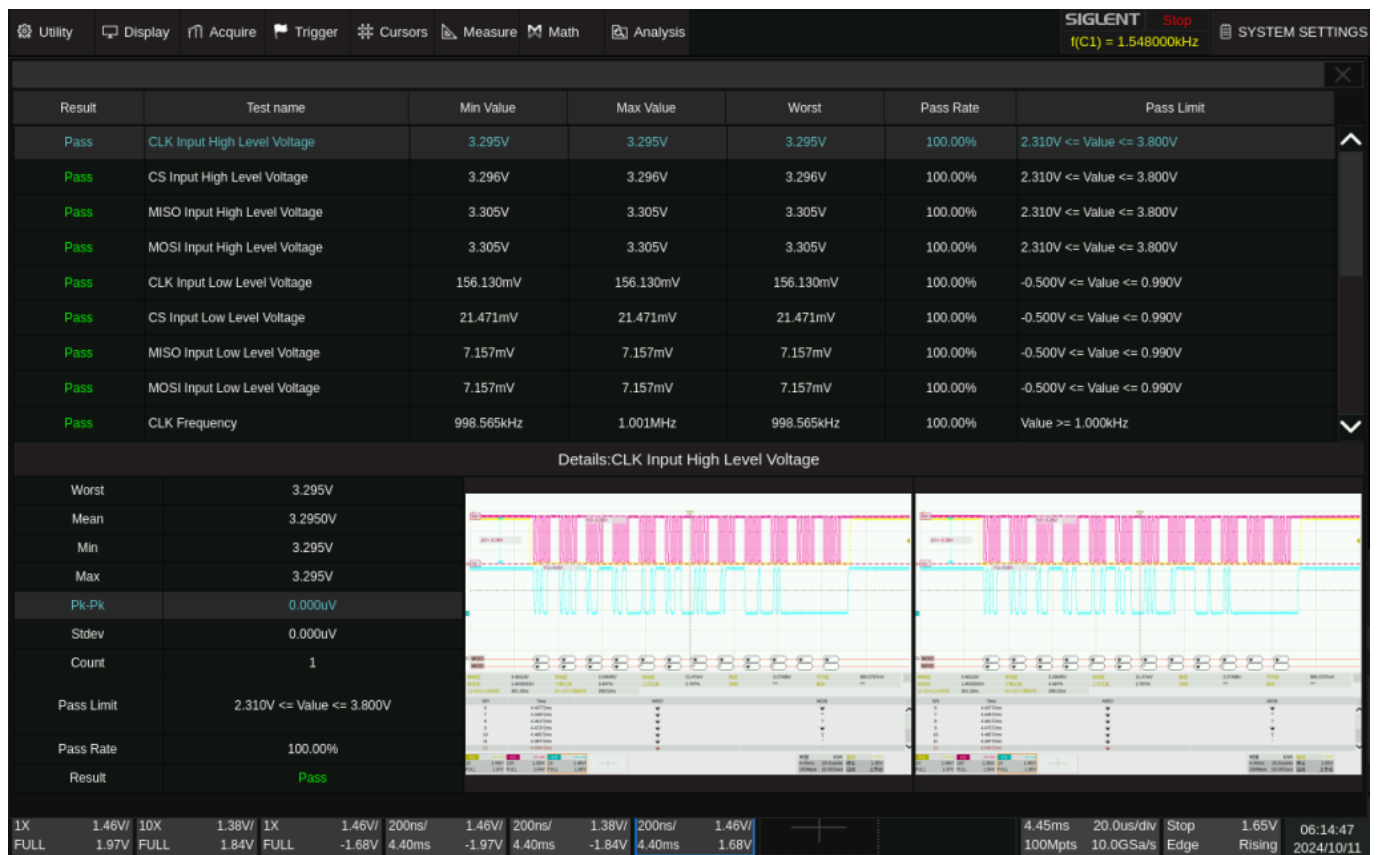 Utility Display Acquire Trigger Cursors Measure Math Analysis SIGLENT Stop SYSTEM SETTINGS
f(C1) = 1.548000kHz
Result Test name Min Value Max Value Worst Pass Rate Pass Limit
Pass CLK Input High Level Voltage 3.295V 3.295V 3.295V 100.00% 2.310V <= Value <= 3.800V
Pass CS Input High Level Voltage 3.296V 3.296V 3.296V 100.00% 2.310V <= Value <= 3.800V
Pass MISO Input High Level Voltage 3.305V 3.305V 3.305V 100.00% 2.310V <= Value <= 3.800V
Pass MOSI Input High Level Voltage 3.305V 3.305V 3.305V 100.00% 2.310V <= Value <= 3.800V
Pass CLK Input Low Level Voltage 156.130mV 156.130mV 156.130mV 100.00% -0.500V <= Value <= 0.990V
Pass CS Input Low Level Voltage 21.471mV 21.471mV 21.471mV 100.00% -0.500V <= Value <= 0.990V
Pass MISO Input Low Level Voltage 7.157mV 7.157mV 7.157mV 100.00% -0.500V <= Value <= 0.990V
Pass MOSI Input Low Level Voltage 7.157mV 7.157mV 7.157mV 100.00% -0.500V <= Value <= 0.990V
Pass CLK Frequency 998.565kHz 1.001MHz 998.565kHz 100.00% Value >= 1.000kHz
Details:CLK Input High Level Voltage
Worst 3.295V
Mean 3.2950V
Min 3.295V
Max 3.295V
Pk-Pk 0.000uV
Stdev 0.000uV
Count 1
Pass Limit 2.310V <= Value <= 3.800V
Pass Rate 100.00%
Result Pass
1X 1.46V/ 10X 1.38V/ 1X 1.46V/ 200ns/ 1.46V/ 200ns/ 1.38V/ 200ns/ 1.46V/ 4.45ms 20.0us/div Stop 1.65V 06:14:47
FULL 1.97V FULL 1.84V FULL -1.68V 4.40ms -1.97V 4.40ms -1.84V 4.40ms 1.68V 100Mpts 10.0GSa/s Edge Rising 2024/10/11